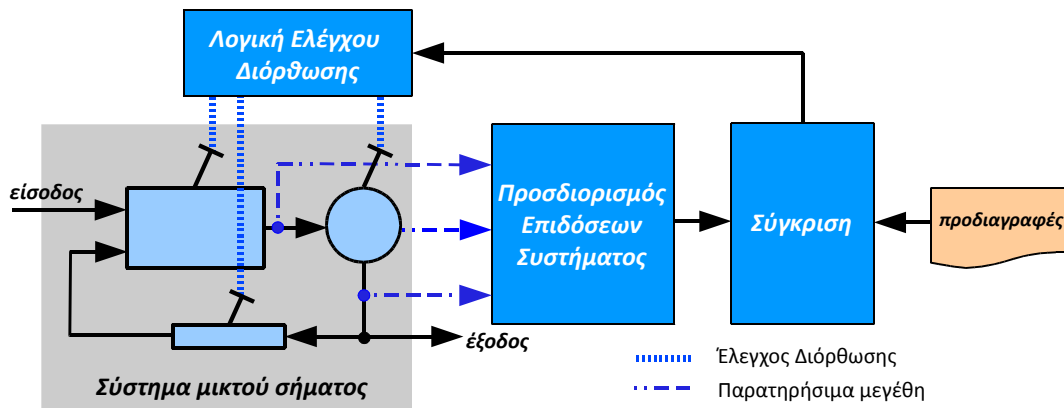 Λογική Ελέγχου
Διόρθωσης
είσοδος
Προσδιορισμός
Επιδόσεων
Συστήματος
Σύγκριση
προδιαγραφές
έξοδος
Σύστημα μικτού σήματος
Έλεγχος Διόρθωσης
Παρατηρήσιμα μεγέθη